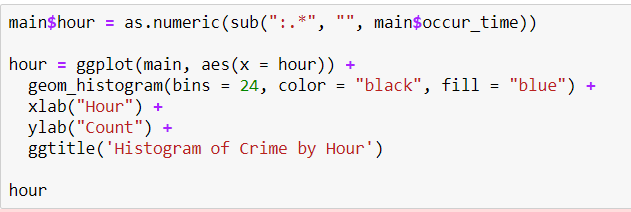 main$hour = as.numeric(sub(":.*", "", main$occur_time))
hour = ggplot(main, aes(x = hour)) +
  geom_histogram(bins = 24, color = "black", fill = "blue") +
  xlab("Hour") +
  ylab("Count") +
  ggtitle('Histogram of Crime by Hour')
hour